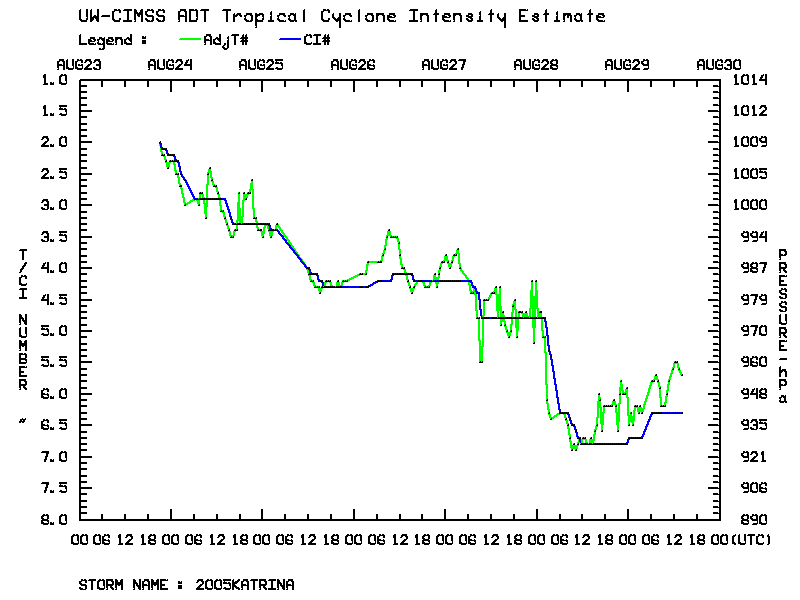 UW-CIMSS ADT Tropical Cyclone Intensity Estimate
Legend : AdjT# CI#
AUG23 AUG24 AUG25 AUG26 AUG27 AUG28 AUG29 AUG30
1.0 1014
1.5 1012
2.0 1009
2.5 1005
3.0 1000
3.5 994
4.0 987
4.5 979
5.0 970
5.5 960
6.0 948
6.5 935
7.0 921
7.5 906
8.0 890
T/CI NUMBER "
PRESSURE-hPa
00 06 12 18 00 06 12 18 00 06 12 18 00 06 12 18 00 06 12 18 00 06 12 18 00 06 12 18 00 (UTC)
STORM NAME : 2005KATRINA